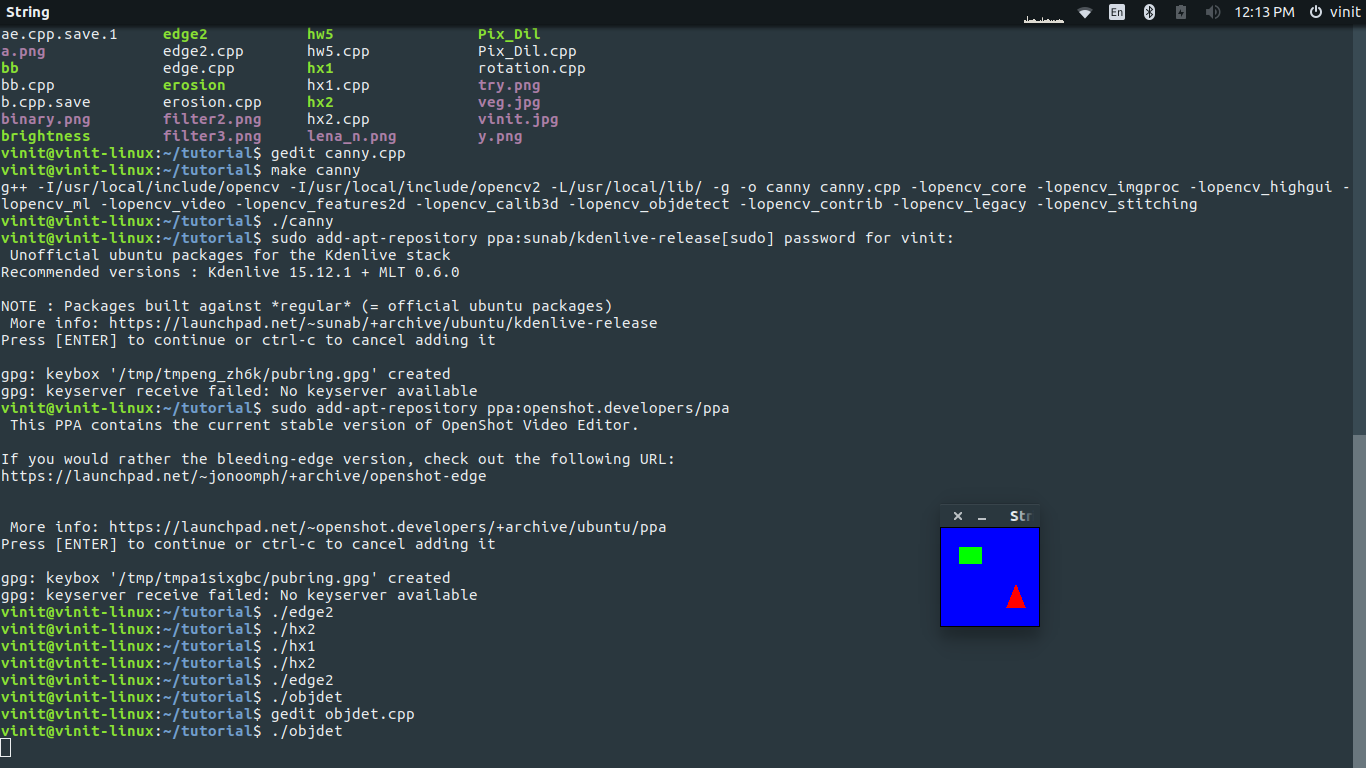 String En 12:13 PM vinit
ae.cpp.save.1 edge2 hw5 Pix_Dil
a.png edge2.cpp hw5.cpp Pix_Dil.cpp
bb edge.cpp hx1 rotation.cpp
bb.cpp erosion hx1.cpp try.png
b.cpp.save erosion.cpp hx2 veg.jpg
binary.png filter2.png hx2.cpp vinit.jpg
brightness filter3.png lena_n.png y.png
vinit@vinit-linux:~/tutorial$ gedit canny.cpp
vinit@vinit-linux:~/tutorial$ make canny
g++ -I/usr/local/include/opencv -I/usr/local/include/opencv2 -L/usr/local/lib/ -g -o canny canny.cpp -lopencv_core -lopencv_imgproc -lopencv_highgui -
lopencv_ml -lopencv_video -lopencv_features2d -lopencv_calib3d -lopencv_objdetect -lopencv_contrib -lopencv_legacy -lopencv_stitching
vinit@vinit-linux:~/tutorial$ ./canny
vinit@vinit-linux:~/tutorial$ sudo add-apt-repository ppa:sunab/kdenlive-release[sudo] password for vinit:
Unofficial ubuntu packages for the Kdenlive stack
Recommended versions : Kdenlive 15.12.1 + MLT 0.6.0
NOTE : Packages built against *regular* (= official ubuntu packages)
More info: https://launchpad.net/~sunab/+archive/ubuntu/kdenlive-release
Press [ENTER] to continue or ctrl-c to cancel adding it
gpg: keybox '/tmp/tmpeng_zh6k/pubring.gpg' created
gpg: keyserver receive failed: No keyserver available
vinit@vinit-linux:~/tutorial$ sudo add-apt-repository ppa:openshot.developers/ppa
This PPA contains the current stable version of OpenShot Video Editor.
If you would rather the bleeding-edge version, check out the following URL:
https://launchpad.net/~jonoomph/+archive/openshot-edge
More info: https://launchpad.net/~openshot.developers/+archive/ubuntu/ppa
Press [ENTER] to continue or ctrl-c to cancel adding it
gpg: keybox '/tmp/tmpa1sixgbc/pubring.gpg' created
gpg: keyserver receive failed: No keyserver available
vinit@vinit-linux:~/tutorial$ ./edge2
vinit@vinit-linux:~/tutorial$ ./hx2
vinit@vinit-linux:~/tutorial$ ./hx1
vinit@vinit-linux:~/tutorial$ ./hx2
vinit@vinit-linux:~/tutorial$ ./edge2
vinit@vinit-linux:~/tutorial$ ./objdet
vinit@vinit-linux:~/tutorial$ gedit objdet.cpp
vinit@vinit-linux:~/tutorial$ ./objdet
Str